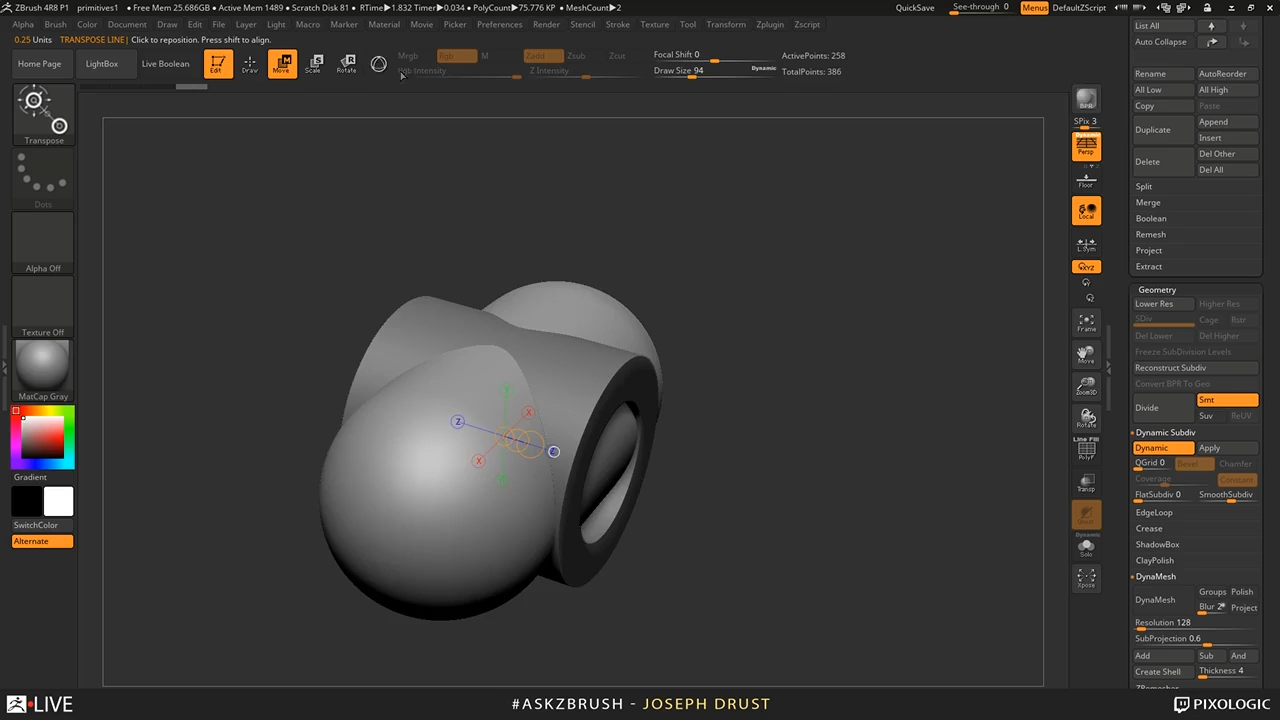 ZBrush 4R8 P1 primitives1 • Free Mem 25.686GB • Active Mem 1489 • Scratch Disk 81 • RTime▶1.832 Timer▶0.034 • PolyCount▶75.776 KP • MeshCount▶2 QuickSave See-through 0 Menus DefaultZScript
Alpha Brush Color Document Draw Edit File Layer Light Macro Marker Material Movie Picker Preferences Render Stencil Stroke Texture Tool Transform Zplugin Zscript
0.25 Units TRANSPOSE LINE| Click to reposition. Press shift to align.
Home Page LightBox Live Boolean Edit Draw Move Scale Rotate
Mrgb Rgb M Zadd Zsub Zcut
Rgb Intensity Z Intensity
Focal Shift 0
Draw Size 94 Dynamic
ActivePoints: 258
TotalPoints: 386
Transpose
Dots
Alpha Off
Texture Off
MatCap Gray
Gradient
SwitchColor
Alternate
Y
X
Z
Z
X
BPR
SPix 3
Dynamic
Persp
Floor
Local
L.Sym
XYZ
Frame
Move
Zoom3D
Rotate
Line Fill
PolyF
Transp
Ghost
Dynamic
Solo
Xpose
List All
Auto Collapse
Rename AutoReorder
All Low All High
Copy Paste
Duplicate Append
Insert
Delete Del Other
Del All
Split
Merge
Boolean
Remesh
Project
Extract
Geometry
Lower Res Higher Res
SDiv Cage Rstr
Del Lower Del Higher
Freeze SubDivision Levels
Reconstruct Subdiv
Convert BPR To Geo
Divide Smt
Suv ReUV
Dynamic Subdiv
Dynamic Apply
QGrid 0 Bevel Chamfer
Coverage Constant
FlatSubdiv 0 SmoothSubdiv
EdgeLoop
Crease
ShadowBox
ClayPolish
DynaMesh
DynaMesh Groups Polish
Blur 2 Project
Resolution 128
SubProjection 0.6
Add Sub And
Create Shell Thickness 4
ZRemesher
LIVE #ASKZBRUSH - JOSEPH DRUST PIXOLOGIC